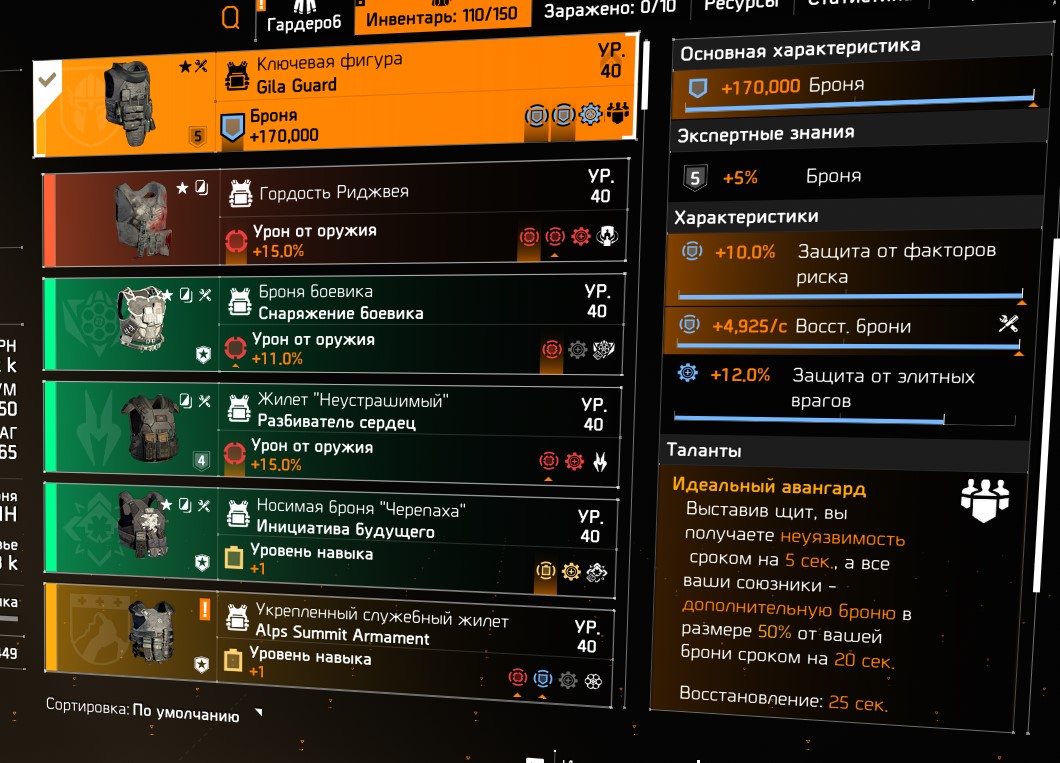 Q
Гардероб
Инвентарь: 110/150
Заражено: 0/10
Ресурсы
Ключевая фигура
Gila Guard
УР.
40
Броня
+170,000
5
Гордость Риджвея
УР.
40
Урон от оружия
+15.0%
Броня боевика
Снаряжение боевика
УР.
40
Урон от оружия
+11.0%
Жилет "Неустрашимый"
Разбиватель сердец
УР.
40
Урон от оружия
+15.0%
4
Носимая броня "Черепаха"
Инициатива будущего
УР.
40
Уровень навыка
+1
Укрепленный служебный жилет
Alps Summit Armament
УР.
40
Уровень навыка
+1
Сортировка: По умолчанию
Основная характеристика
+170,000 Броня
Экспертные знания
5 +5% Броня
Характеристики
+10.0% Защита от факторов
риска
+4,925/с Восст. брони
+12.0% Защита от элитных
врагов
Таланты
Идеальный авангард
Выставив щит, вы
получаете неуязвимость
сроком на 5 сек., а все
ваши союзники –
дополнительную броню в
размере 50% от вашей
брони сроком на 20 сек.
Восстановление: 25 сек.